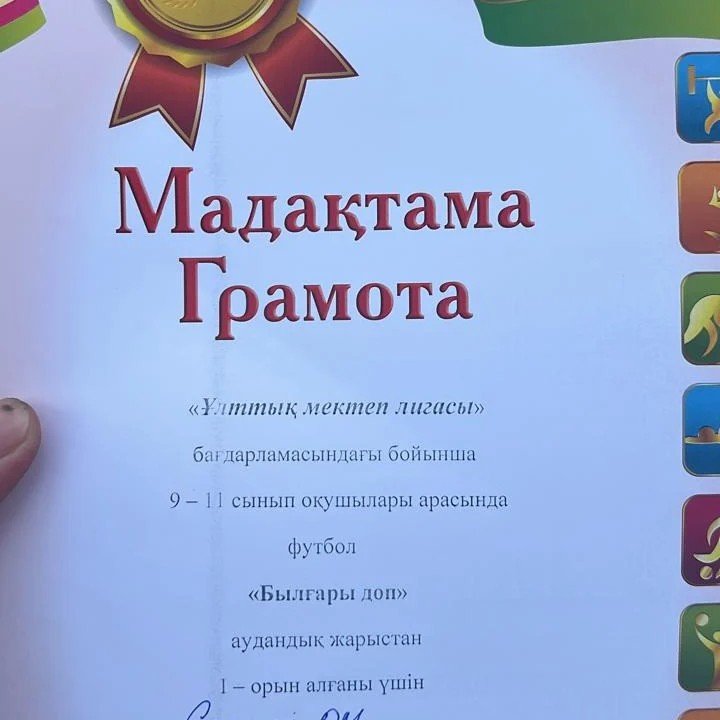 Мадақтама
Грамота
«Ұлттық мектеп лигасы»
бағдарламасындағы бойынша
9 – 11 сынып оқушылары арасында
футбол
«Былғары доп»
аудандық жарыстан
І – орын алғаны үшін